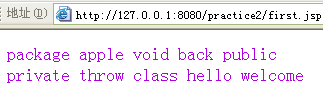 地址(D) http://127.0.0.1:8080/practice2/first.jsp
package apple void back public
private throw class hello welcome